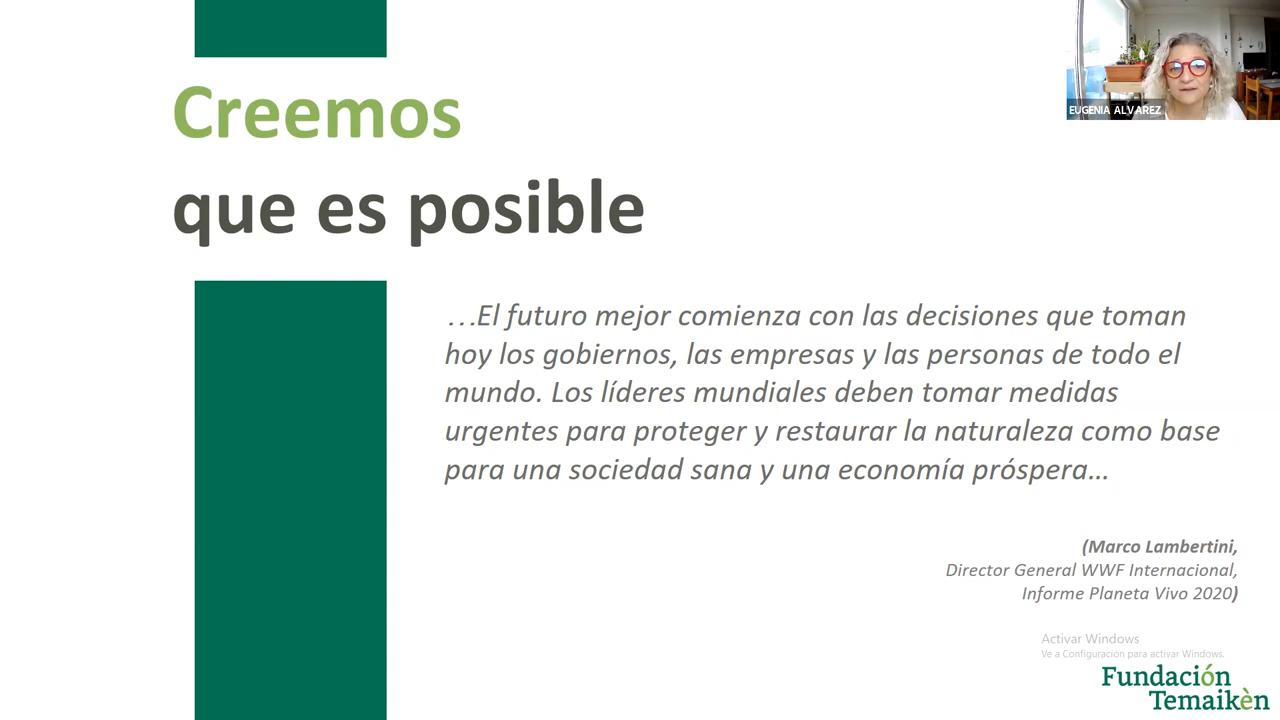 Creemos
que es posible
EUGENIA ALVAREZ
...El futuro mejor comienza con las decisiones que toman
hoy los gobiernos, las empresas y las personas de todo el
mundo. Los líderes mundiales deben tomar medidas
urgentes para proteger y restaurar la naturaleza como base
para una sociedad sana y una economía próspera...
(Marco Lambertini,
Director General WWF Internacional,
Informe Planeta Vivo 2020)
Activar Windows
Ve a Configuración para activar Windows.
Fundación
Temaikèn